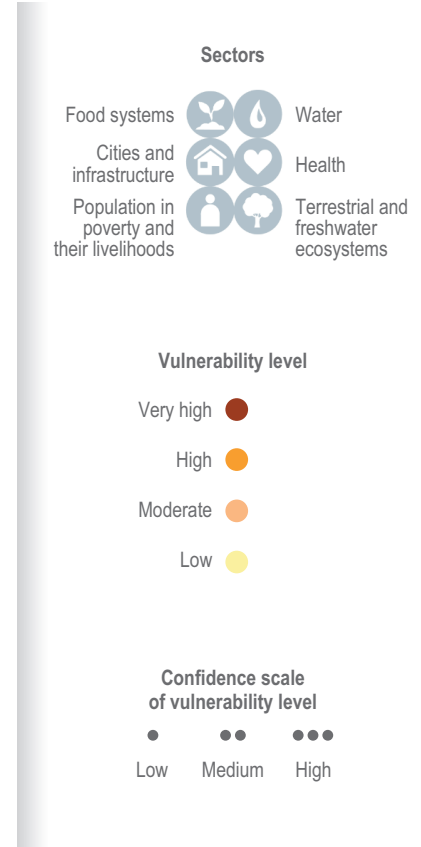 Sectors
Food systems
Water
Cities and
infrastructure
Health
Population in
poverty and
their livelihoods
Terrestrial and
freshwater
ecosystems
Vulnerability level
Very high
High
Moderate
Low
Confidence scale
of vulnerability level
Low Medium High